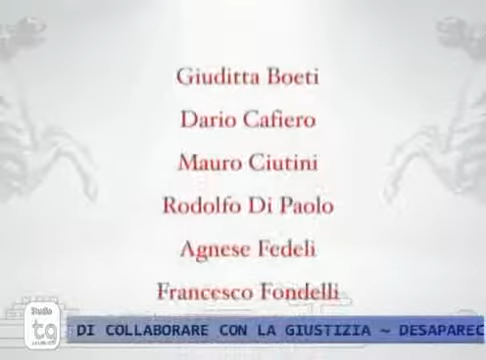 Giuditta Boeti
Dario Cafiero
Mauro Ciutini
Rodolfo Di Paolo
Agnese Fedeli
Francesco Fondelli
Studio
tg
DI COLLABORARE CON LA GIUSTIZIA ~ DESAPAREC